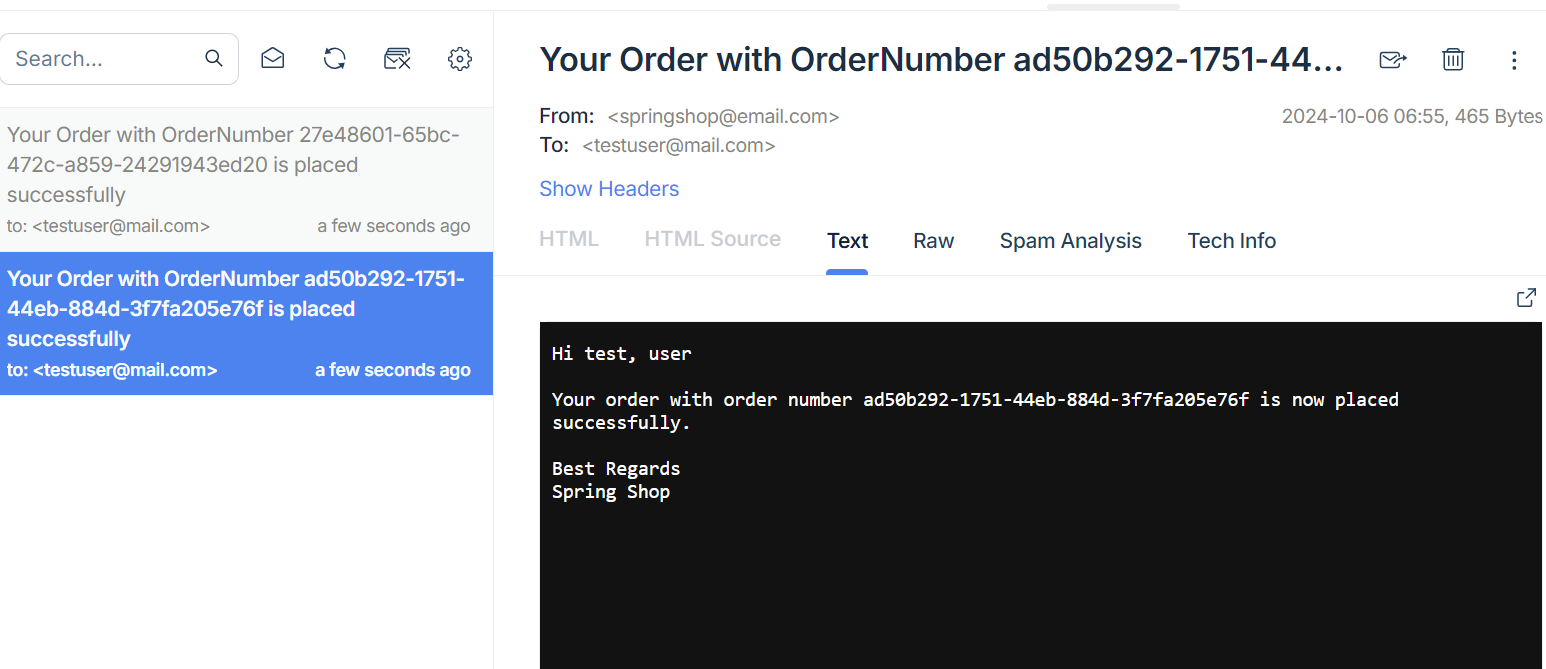 Search...
Your Order with OrderNumber 27e48601-65bc-
472c-a859-24291943ed20 is placed
successfully
to: <testuser@mail.com> a few seconds ago
Your Order with OrderNumber ad50b292-1751-
44eb-884d-3f7fa205e76f is placed
successfully
to: <testuser@mail.com> a few seconds ago
Your Order with OrderNumber ad50b292-1751-44...
From: <springshop@email.com> 2024-10-06 06:55, 465 Bytes
To: <testuser@mail.com>
Show Headers
HTML HTML Source Text Raw Spam Analysis Tech Info
Hi test, user
Your order with order number ad50b292-1751-44eb-884d-3f7fa205e76f is now placed
successfully.
Best Regards
Spring Shop